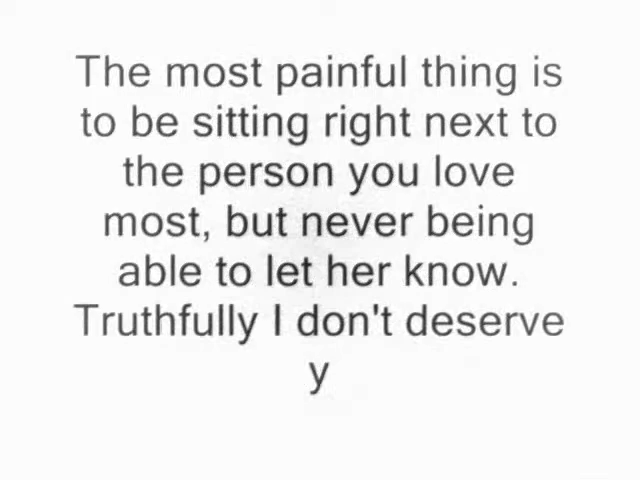 The most painful thing is
to be sitting right next to
the person you love
most, but never being
able to let her know.
Truthfully I don't deserve
y